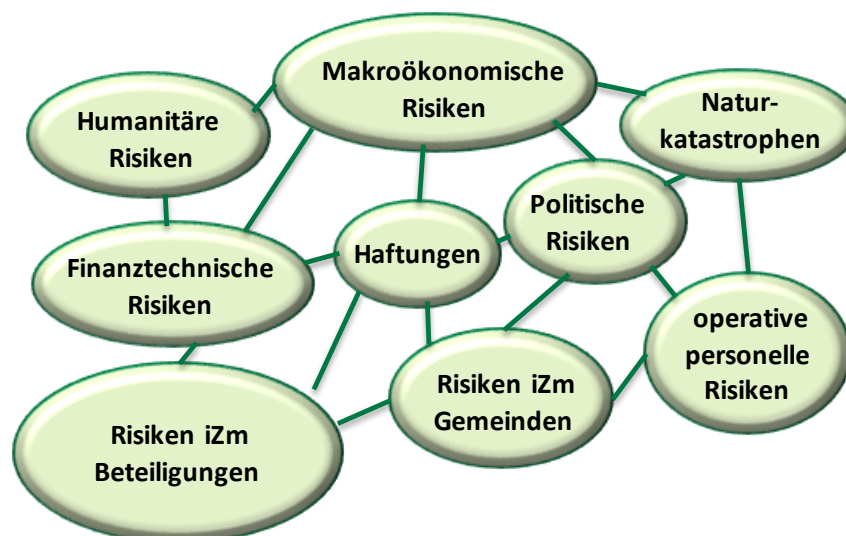 Makroökonomische
Risiken
Humanitäre
Risiken
Natur-
katastrophen
Politische
Risiken
Haftungen
Finanztechnische
Risiken
operative
personelle
Risiken
Risiken iZm
Gemeinden
Risiken iZm
Beteiligungen